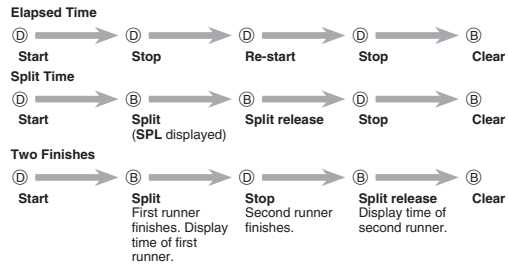 Elapsed Time
Ⓓ Ⓓ Ⓓ Ⓓ Ⓑ
Start Stop Re-start Stop Clear
Split Time
Ⓓ Ⓑ Ⓑ Ⓓ Ⓑ
Start Split Split release Stop Clear
(SPL displayed)
Two Finishes
Ⓓ Ⓑ Ⓓ Ⓑ Ⓑ
Start Split Stop Split release Clear
First runner Second runner Display time of
finishes. Display finishes. second runner.
time of first
runner.